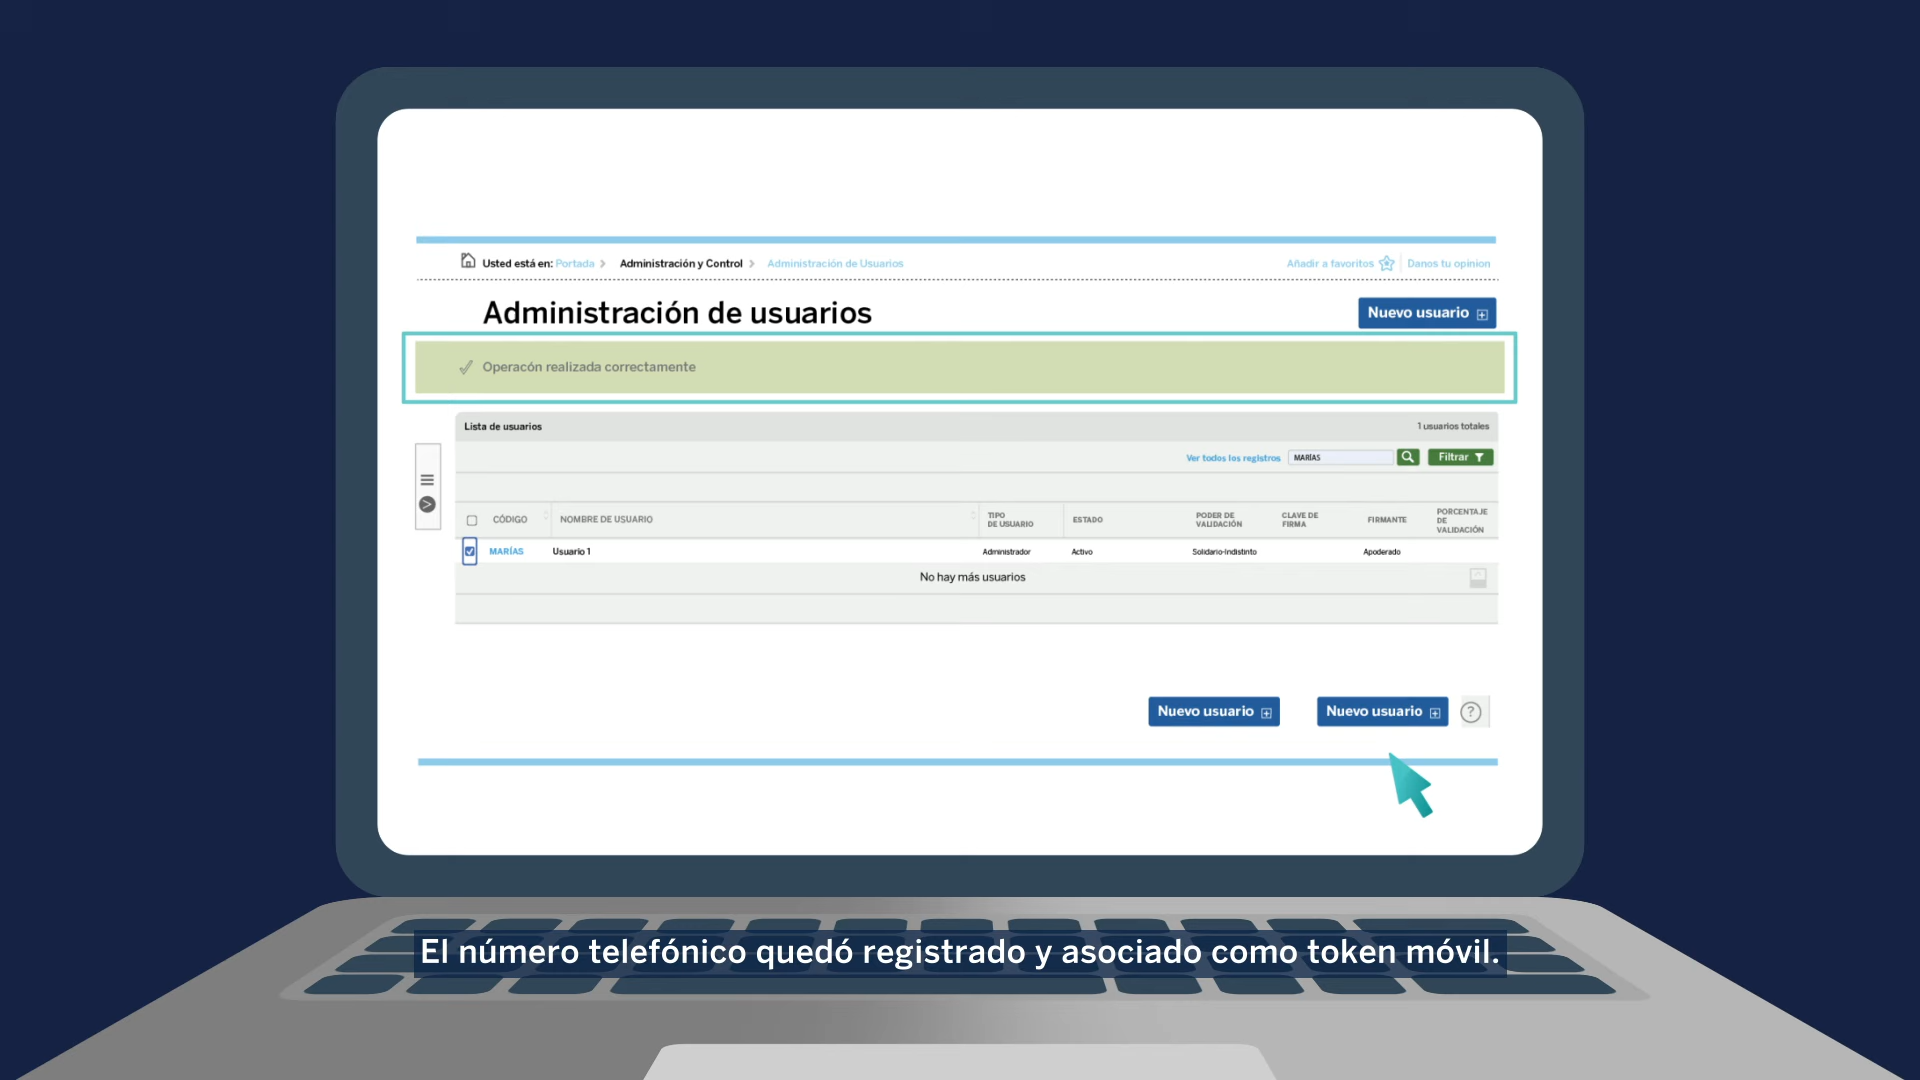 Usted está en: Portada Administración y Control Administración de Usuarios Añadir a favoritos Danos tu opinion
Administración de usuarios Nuevo usuario
Operacón realizada correctamente
Lista de usuarios 1 usuarios totales
Ver todos los registros MARÍAS Filtrar
CÓDIGO NOMBRE DE USUARIO TIPO DE USUARIO ESTADO PODER DE VALIDACIÓN CLAVE DE FIRMA FIRMANTE PORCENTAJE DE VALIDACIÓN
MARÍAS Usuario 1 Administrador Activo Solidario-Indistinto Apoderado
No hay más usuarios
Nuevo usuario Nuevo usuario ?
El número telefónico quedó registrado y asociado como token móvil.